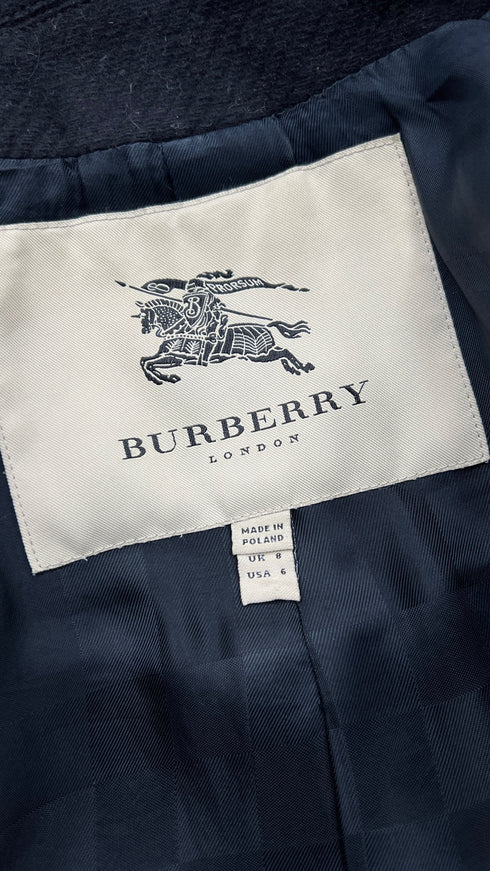 PRORSUM
B
BURBERRY
LONDON
MADE IN
POLAND
UK 8
USA 6